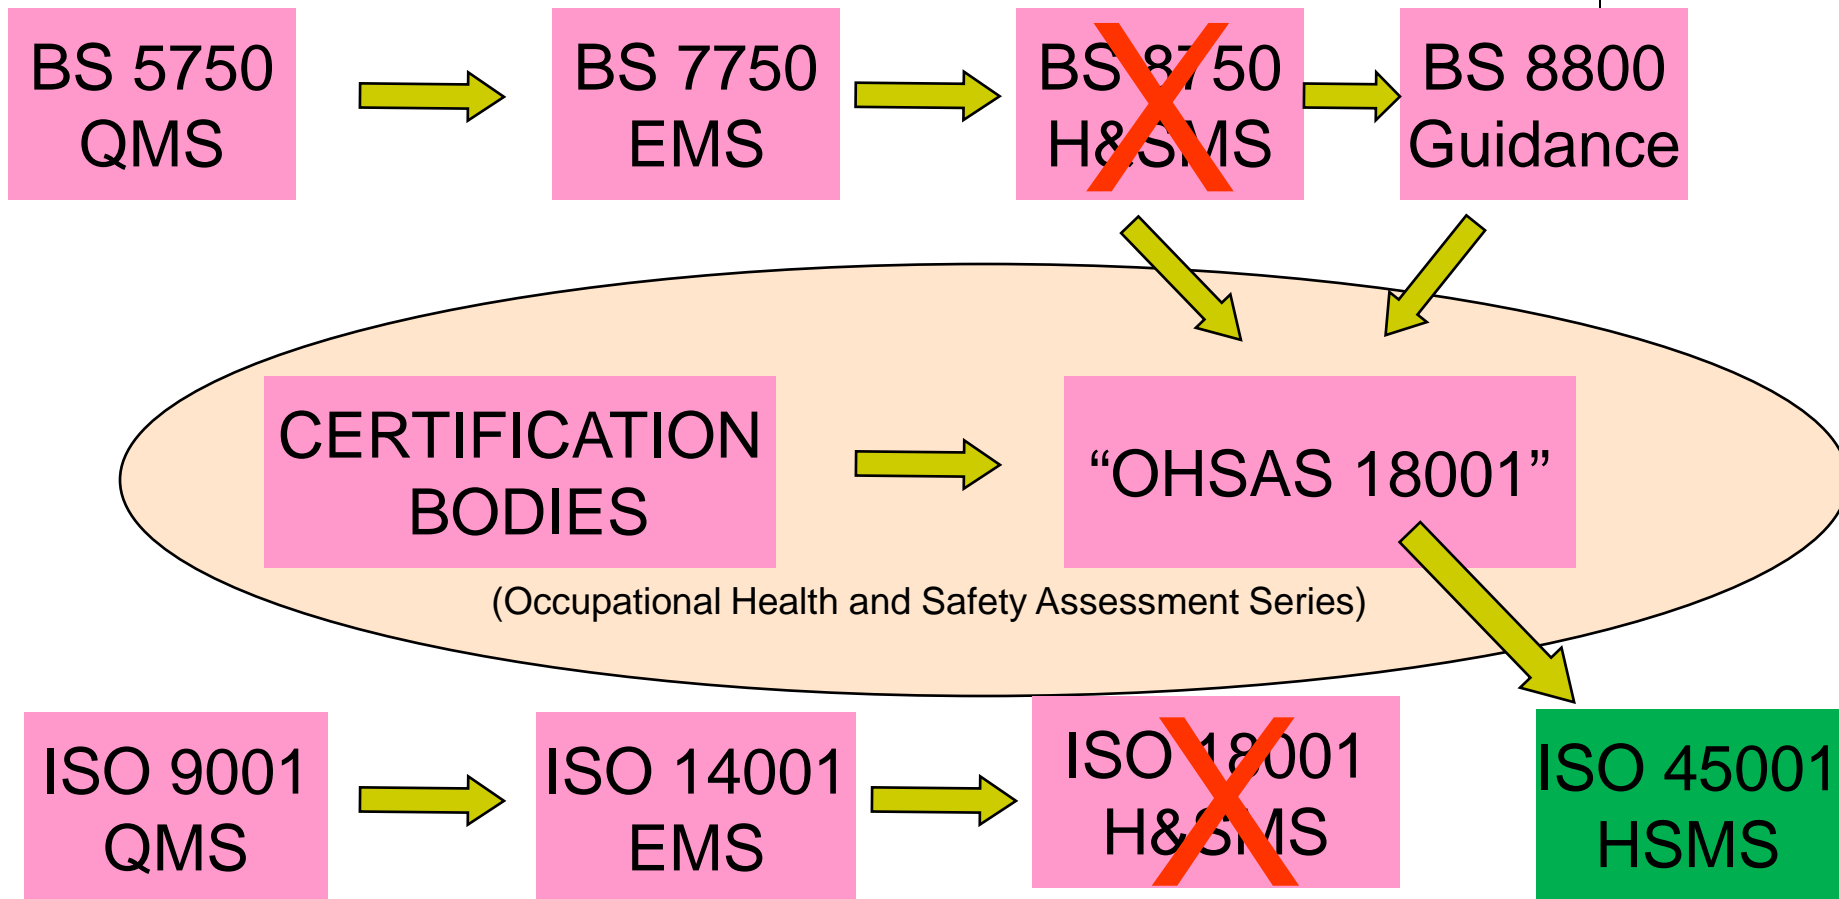 BS 5750
QMS
BS 7750
EMS
BS 8750
H&SMS
BS 8800
Guidance
CERTIFICATION
BODIES
“OHSAS 18001”
(Occupational Health and Safety Assessment Series)
ISO 9001
QMS
ISO 14001
EMS
ISO 18001
H&SMS
ISO 45001
HSMS